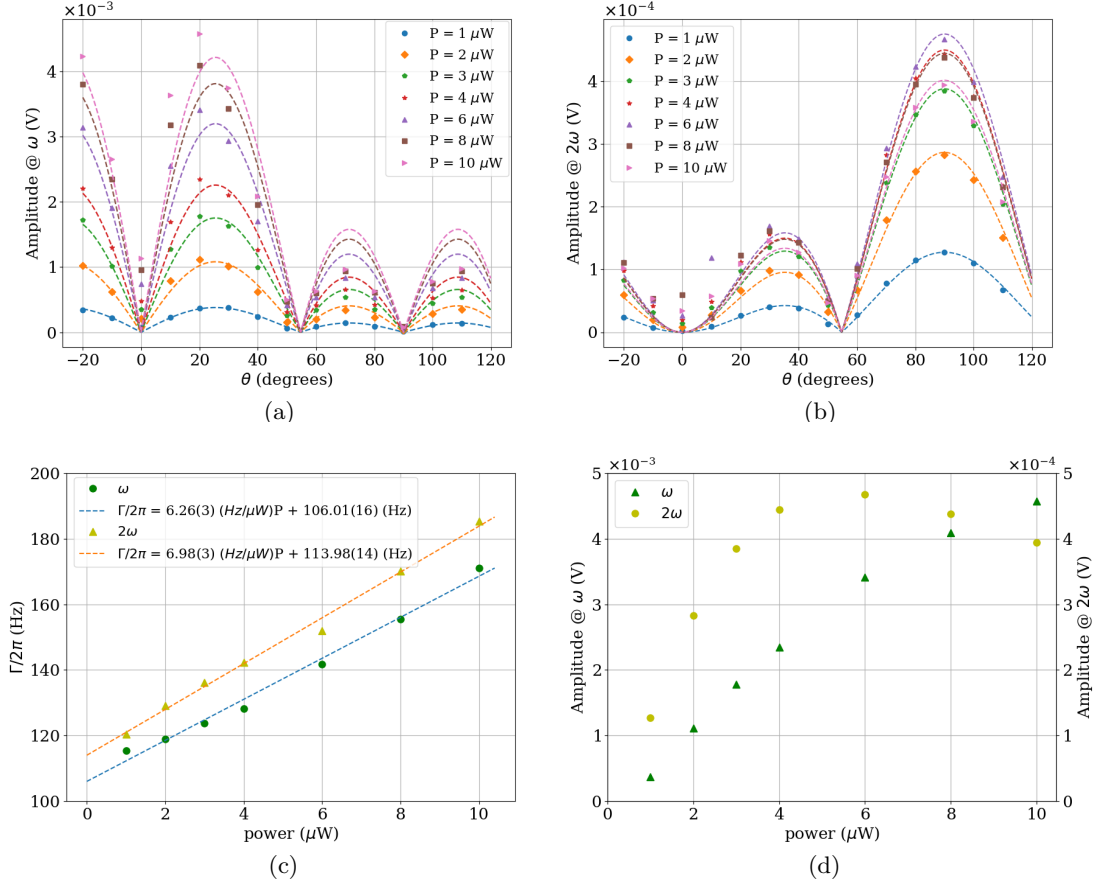 ×10⁻³
Amplitude @ ω (V)
4
3
2
1
0
−20 0 20 40 60 80 100 120
θ (degrees)
P = 1 μW
P = 2 μW
P = 3 μW
P = 4 μW
P = 6 μW
P = 8 μW
P = 10 μW
(a)
×10⁻⁴
Amplitude @ 2ω (V)
4
3
2
1
0
−20 0 20 40 60 80 100 120
θ (degrees)
P = 1 μW
P = 2 μW
P = 3 μW
P = 4 μW
P = 6 μW
P = 8 μW
P = 10 μW
(b)
Γ/2π (Hz)
200
180
160
140
120
100
0 2 4 6 8 10
power (μW)
ω
Γ/2π = 6.26(3) (Hz/μW)P + 106.01(16) (Hz)
2ω
Γ/2π = 6.98(3) (Hz/μW)P + 113.98(14) (Hz)
(c)
×10⁻³
×10⁻⁴
Amplitude @ ω (V)
5
4
3
2
1
0
ω
2ω
0 2 4 6 8 10
power (μW)
5
4
3
2
1
0
Amplitude @ 2ω (V)
(d)